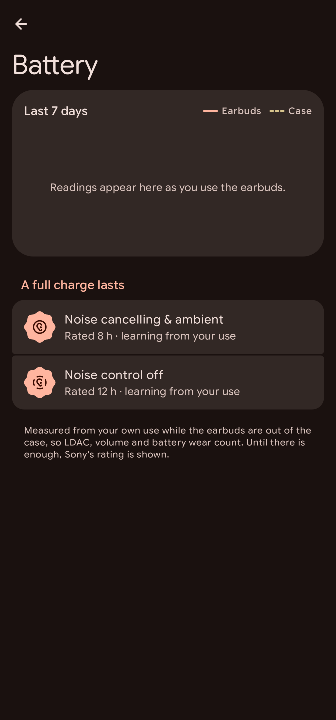 Battery
Last 7 days
Earbuds
Case
Readings appear here as you use the earbuds.
A full charge lasts
Noise cancelling & ambient
Rated 8 h · learning from your use
Noise control off
Rated 12 h · learning from your use
Measured from your own use while the earbuds are out of the
case, so LDAC, volume and battery wear count. Until there is
enough, Sony's rating is shown.